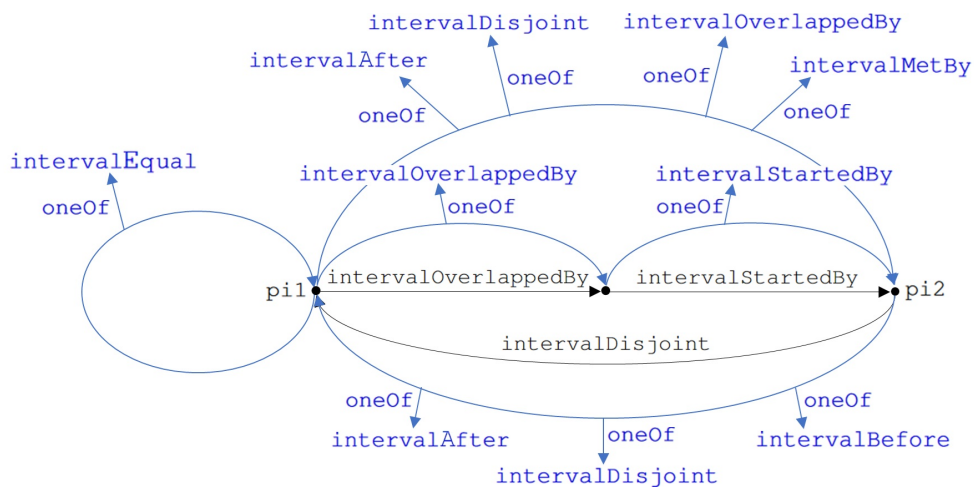 intervalDisjoint
intervalOverlappedBy
intervalAfter
intervalMetBy
oneOf
oneOf
oneOf
oneOf
intervalEqual
intervalOverlappedBy
intervalStartedBy
oneOf
oneOf
oneOf
intervalOverlappedBy
intervalStartedBy
pi1
pi2
intervalDisjoint
oneOf
oneOf
oneOf
intervalAfter
intervalBefore
intervalDisjoint